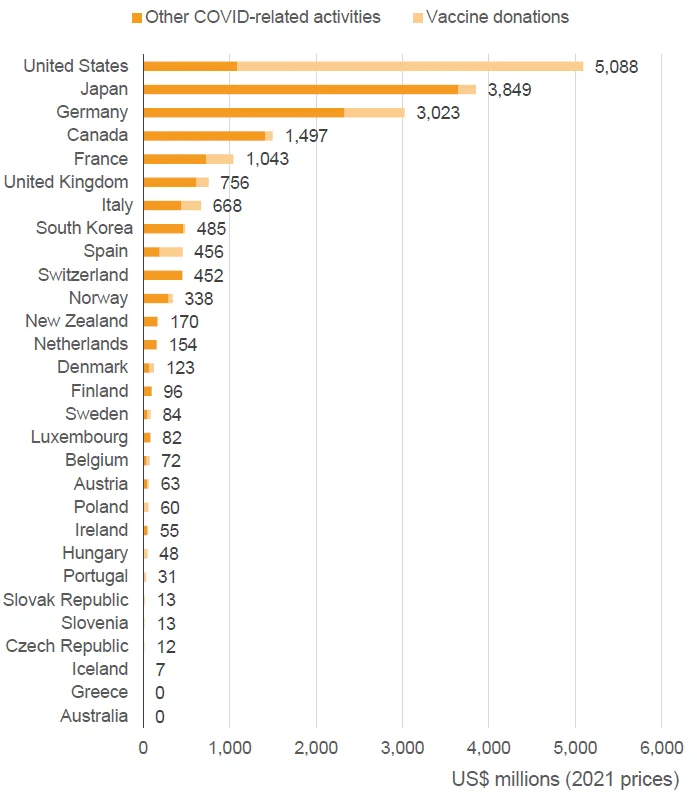 Other COVID-related activities Vaccine donations
United States 5,088
Japan 3,849
Germany 3,023
Canada 1,497
France 1,043
United Kingdom 756
Italy 668
South Korea 485
Spain 456
Switzerland 452
Norway 338
New Zealand 170
Netherlands 154
Denmark 123
Finland 96
Sweden 84
Luxembourg 82
Belgium 72
Austria 63
Poland 60
Ireland 55
Hungary 48
Portugal 31
Slovak Republic 13
Slovenia 13
Czech Republic 12
Iceland 7
Greece 0
Australia 0
0 1,000 2,000 3,000 4,000 5,000 6,000
US$ millions (2021 prices)